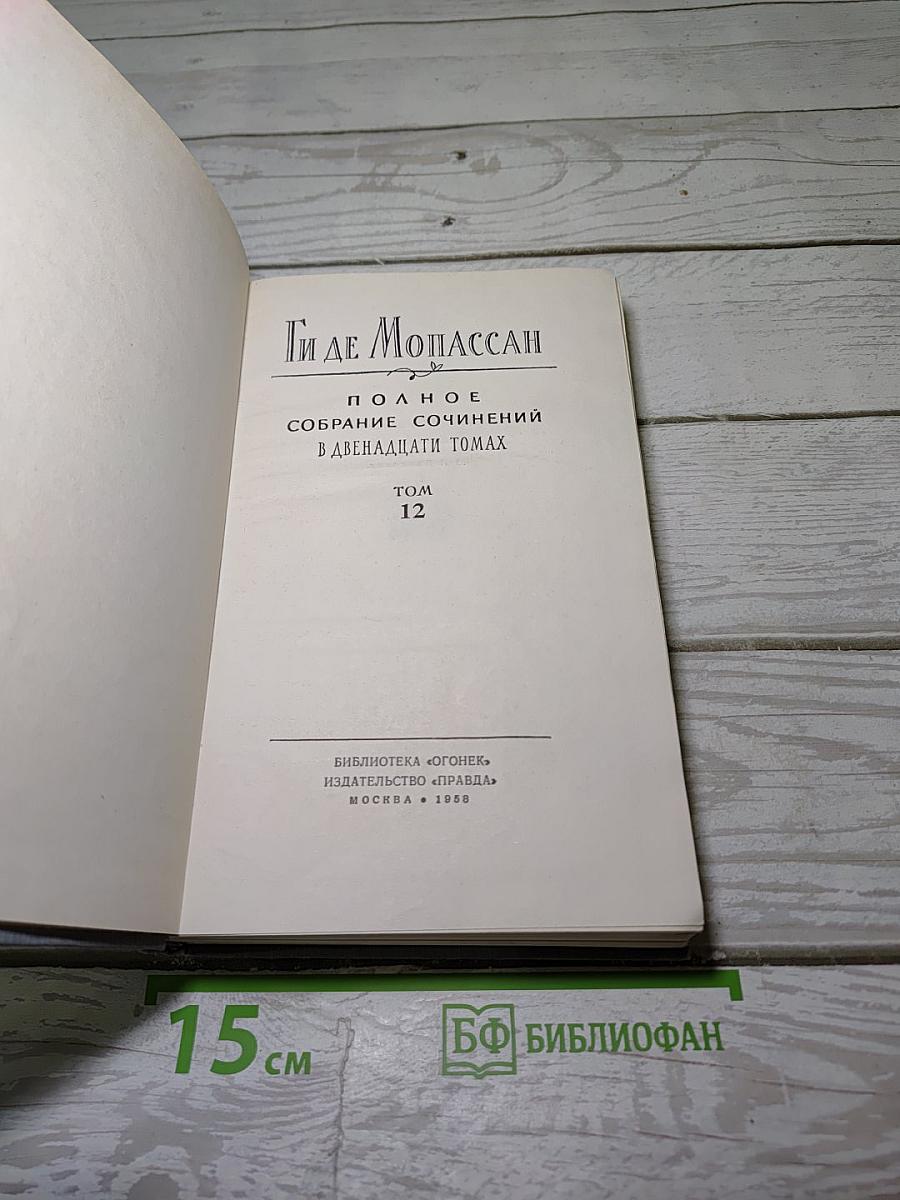 Ги де Мопассан
ПОЛНОЕ
СОБРАНИЕ СОЧИНЕНИЙ
В ДВЕНАДЦАТИ ТОМАХ
ТОМ
12
БИБЛИОТЕКА «ОГОНЕК»
ИЗДАТЕЛЬСТВО «ПРАВДА»
МОСКВА • 1958
15 см
БФ БИБЛИОФАН